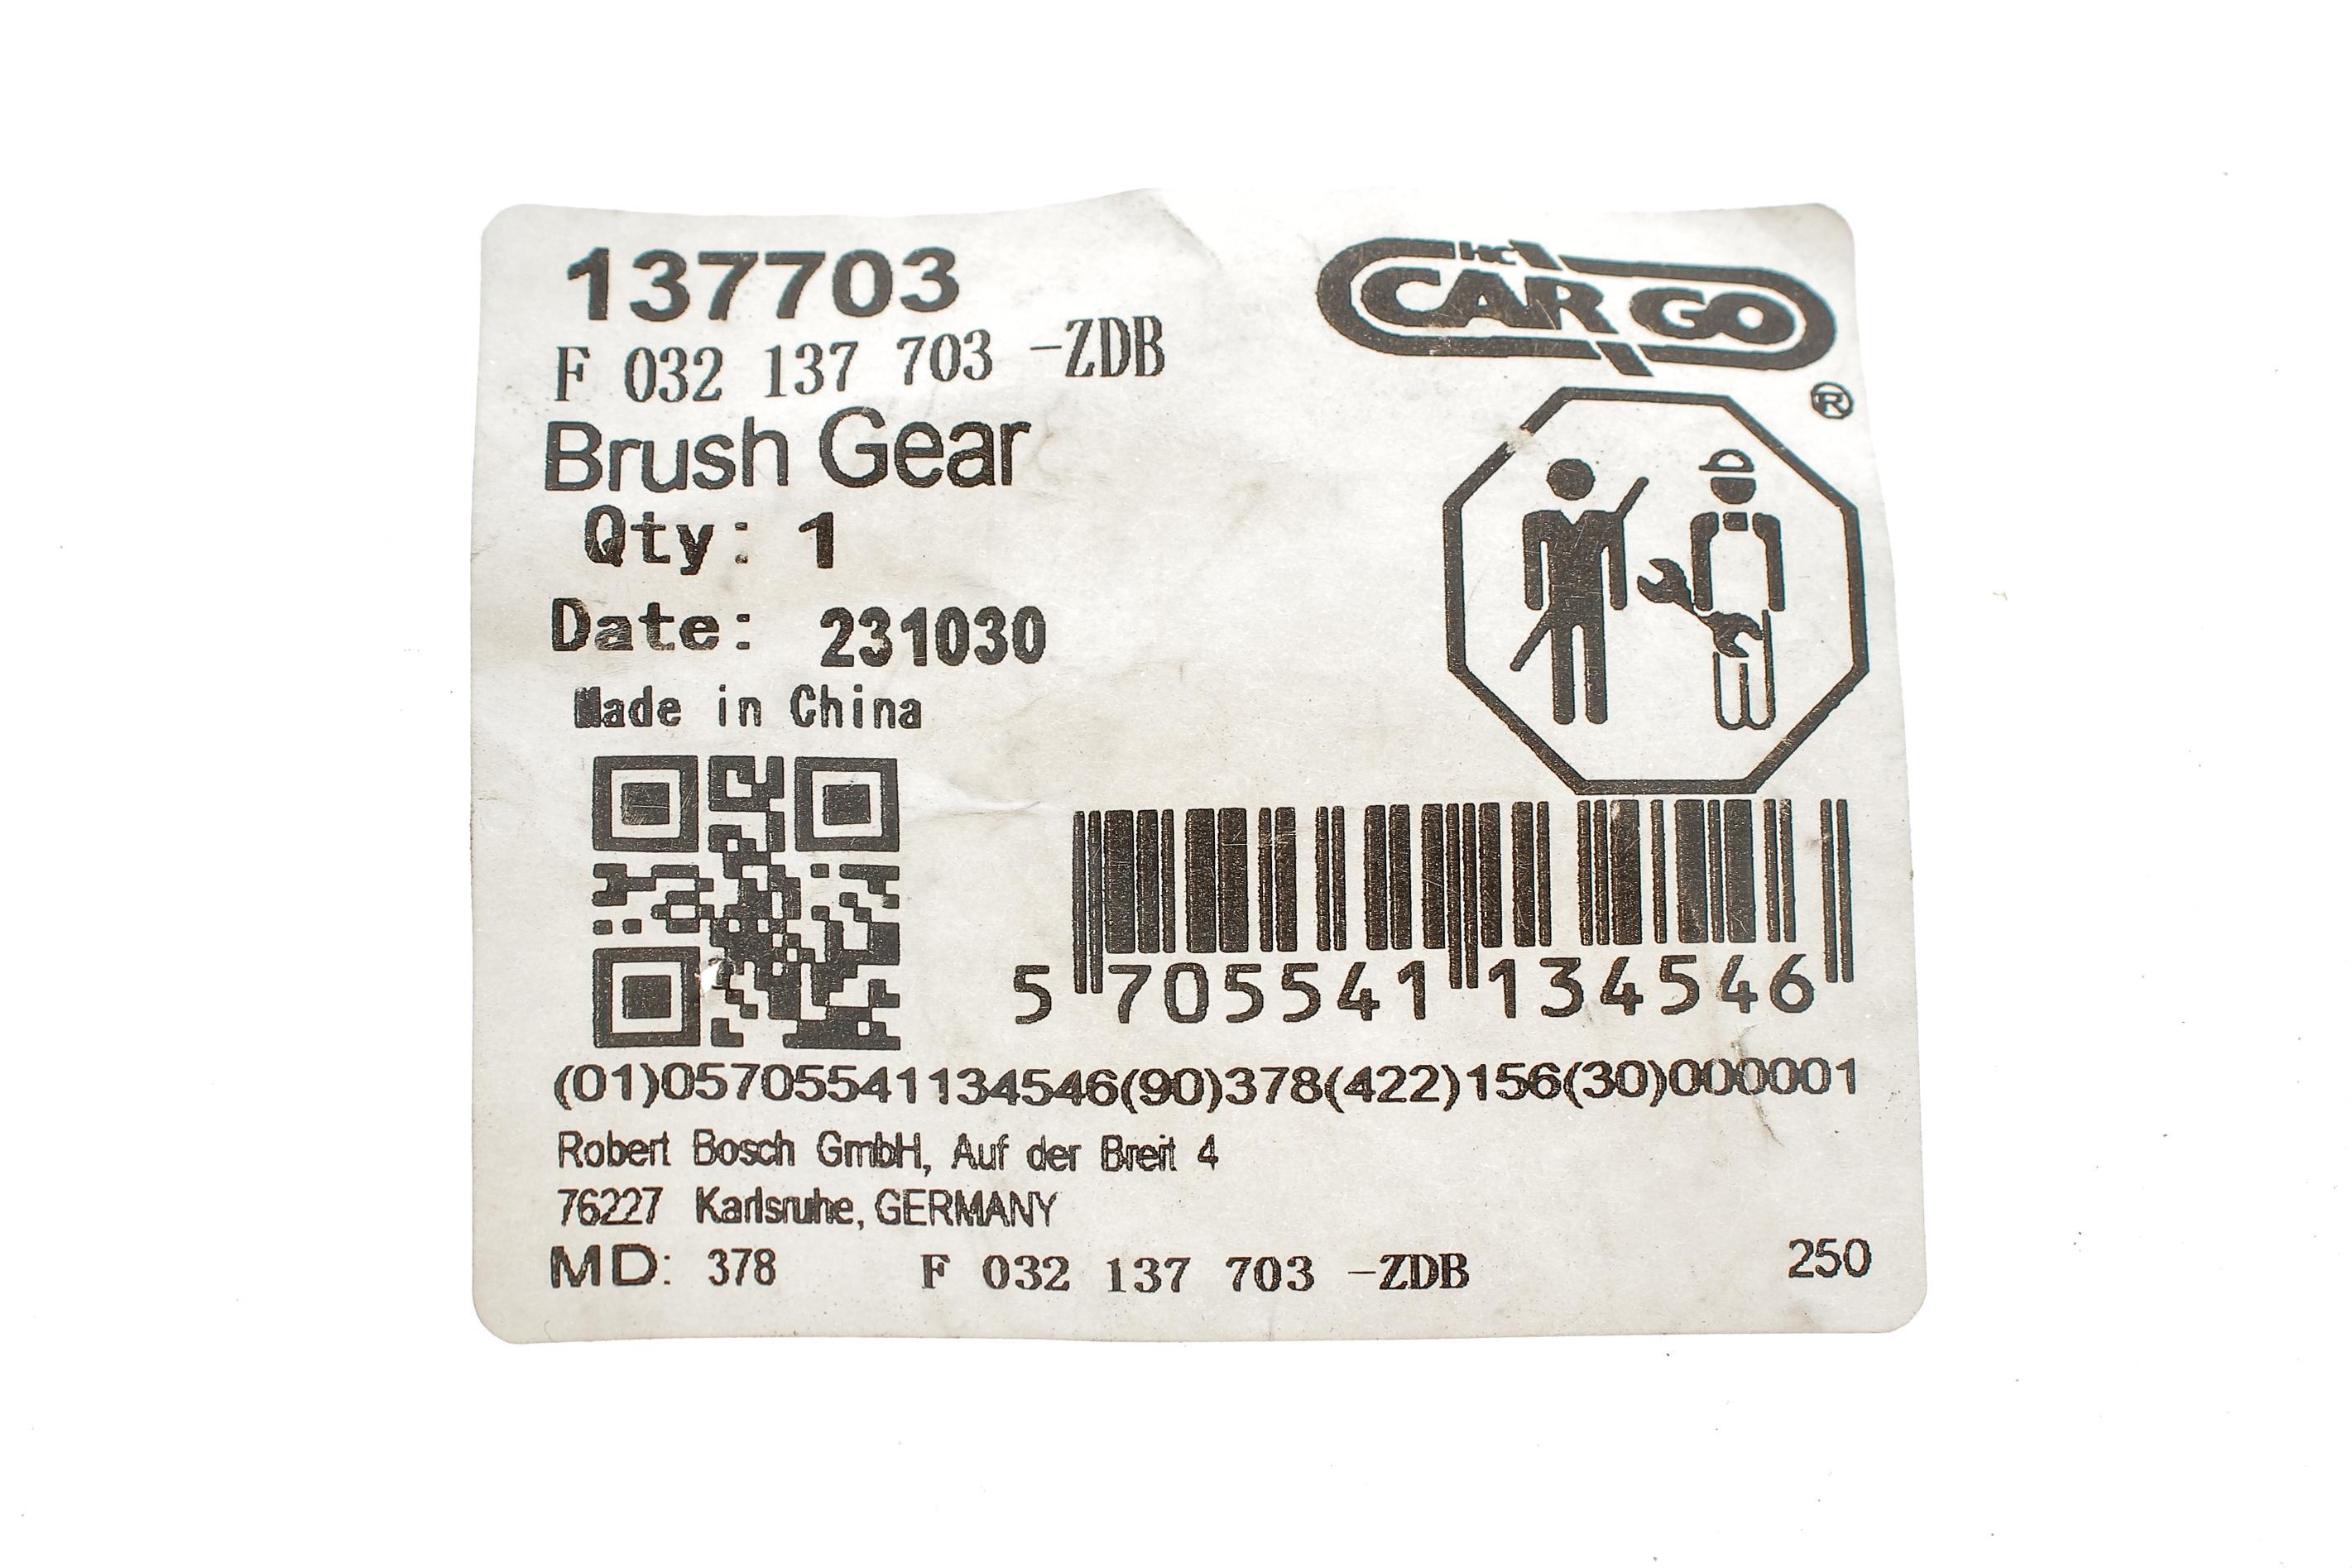 137703
HC
CARGO
F 032 137 703 -ZDB
®
Brush Gear
Qty: 1
Date: 231030
Made in China
5 705541 134546
(01)05705541134546(90)378(422)156(30)000001
Robert Bosch GmbH, Auf der Breit 4
76227 Karlsruhe, GERMANY
MD: 378 F 032 137 703 -ZDB 250